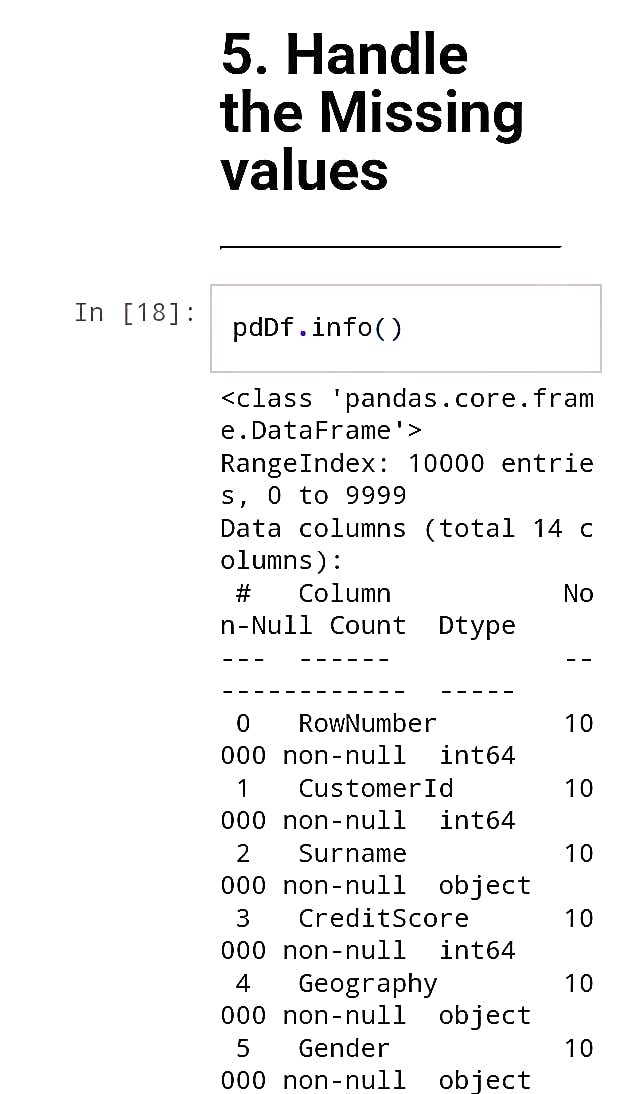 5. Handle
the Missing
values
In [18]:
pdDf.info()
<class 'pandas.core.fram
e.DataFrame'>
RangeIndex: 10000 entrie
s, 0 to 9999
Data columns (total 14 c
olumns):
 #   Column           No
n-Null Count  Dtype
---  ------           --
------------  -----
 0   RowNumber        10
000 non-null  int64
 1   CustomerId       10
000 non-null  int64
 2   Surname          10
000 non-null  object
 3   CreditScore      10
000 non-null  int64
 4   Geography        10
000 non-null  object
 5   Gender           10
000 non-null  object